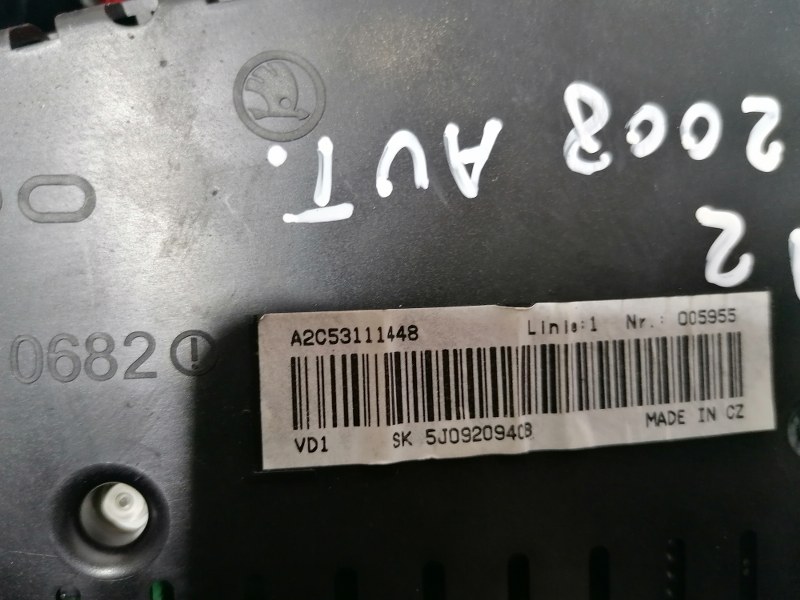 2008 AUT.
2
0682
A2C53111448 Linie:1 Nr.: 005955
VD1 SK 5J0920940B MADE IN CZ